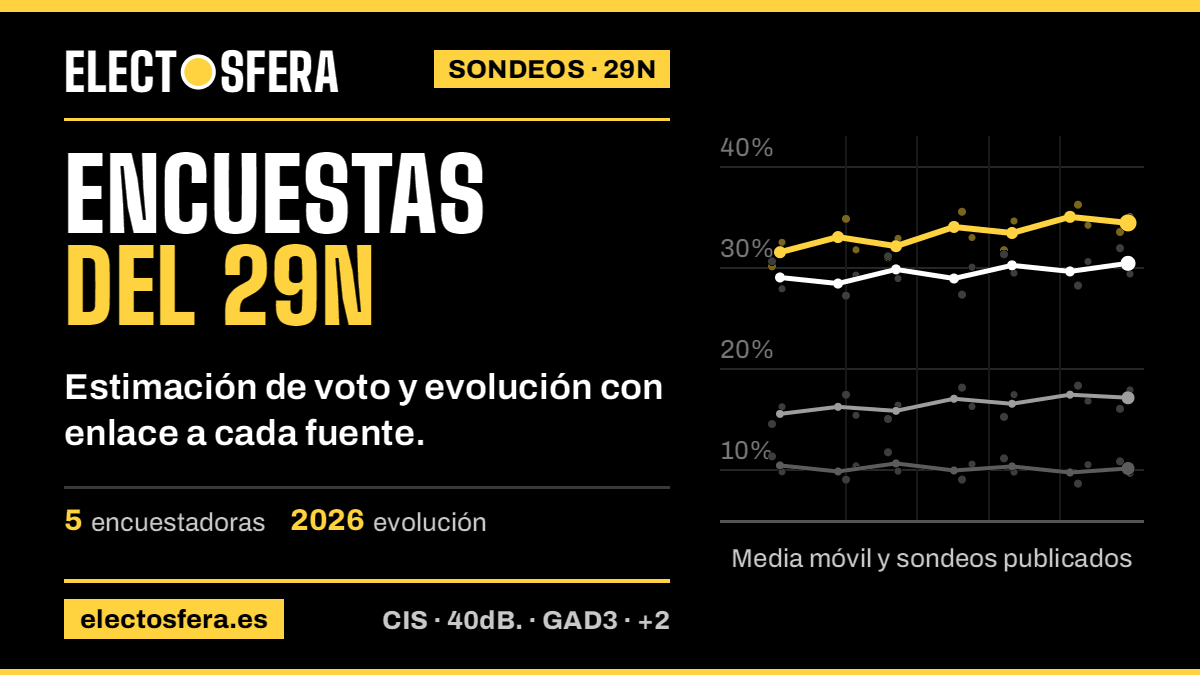 ELECTOSFERA
SONDEOS · 29N
ENCUESTAS
DEL 29N
Estimación de voto y evolución con
enlace a cada fuente.
5 encuestadoras 2026 evolución
electosfera.es
CIS · 40dB. · GAD3 · +2
40%
30%
20%
10%
Media móvil y sondeos publicados